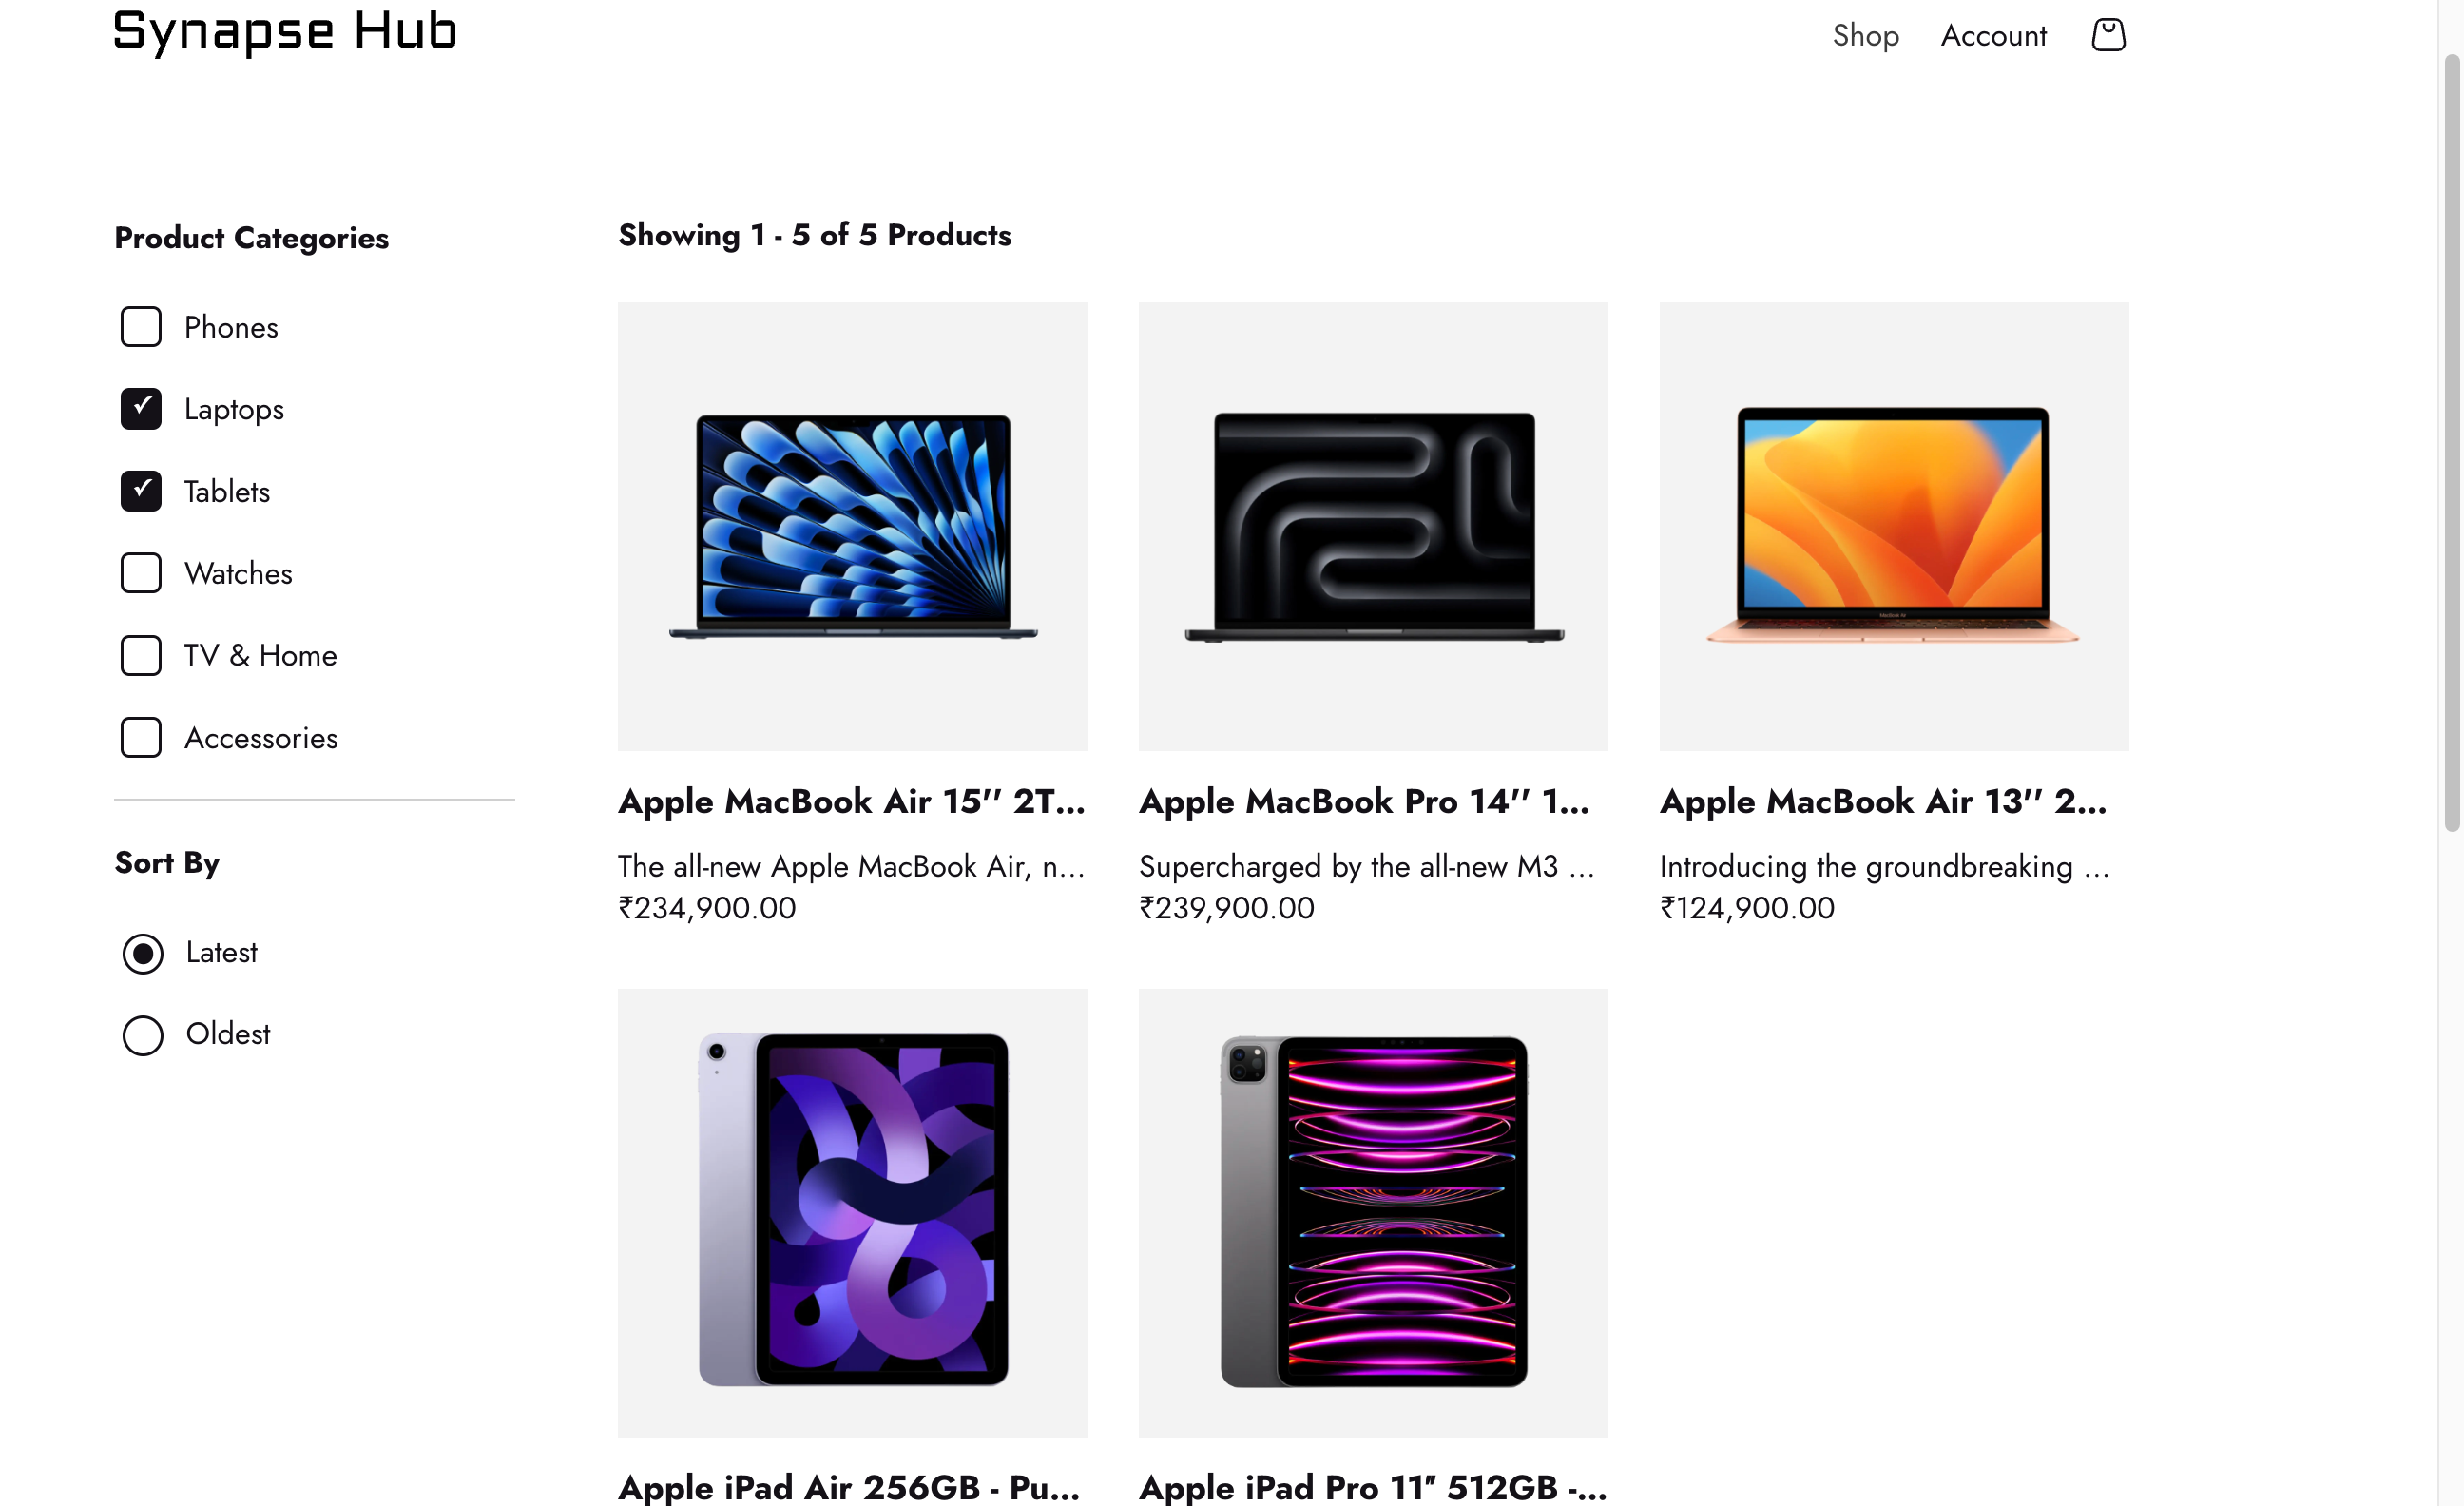 Synapse Hub
Shop
Account
Product Categories
Phones
Laptops
Tablets
Watches
TV & Home
Accessories
Sort By
Latest
Oldest
Showing 1 - 5 of 5 Products
Apple MacBook Air 15'' 2T...
The all-new Apple MacBook Air, n...
₹234,900.00
Apple MacBook Pro 14'' 1...
Supercharged by the all-new M3 ...
₹239,900.00
Apple MacBook Air 13'' 2...
Introducing the groundbreaking ...
₹124,900.00
Apple iPad Air 256GB - Pu...
Apple iPad Pro 11" 512GB -...